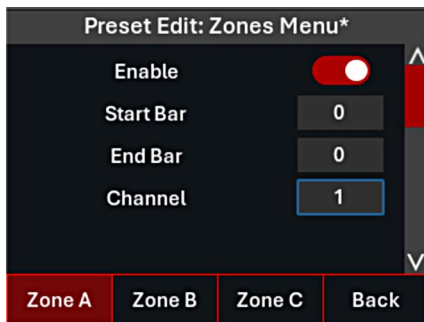 Preset Edit: Zones Menu*
Enable
Start Bar 0
End Bar 0
Channel 1
Zone A Zone B Zone C Back